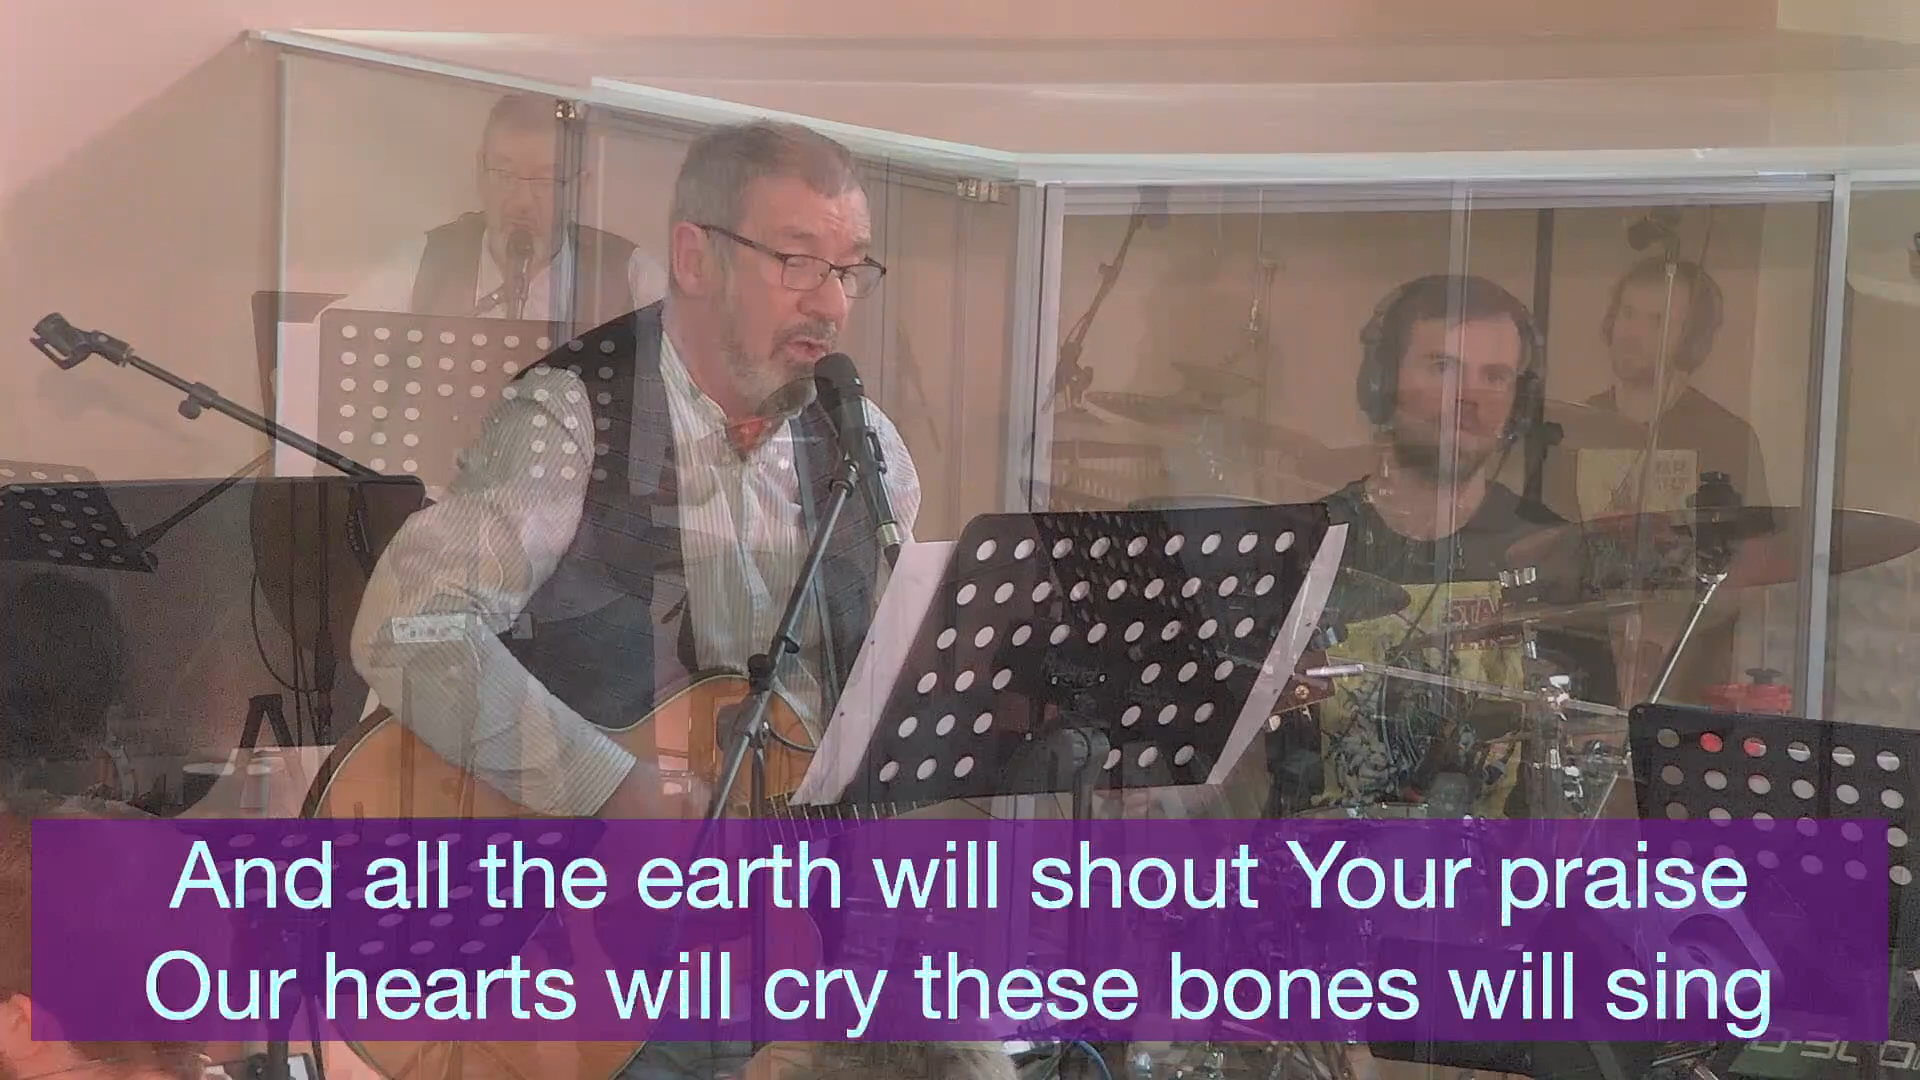 And all the earth will shout Your praise
Our hearts will cry these bones will sing